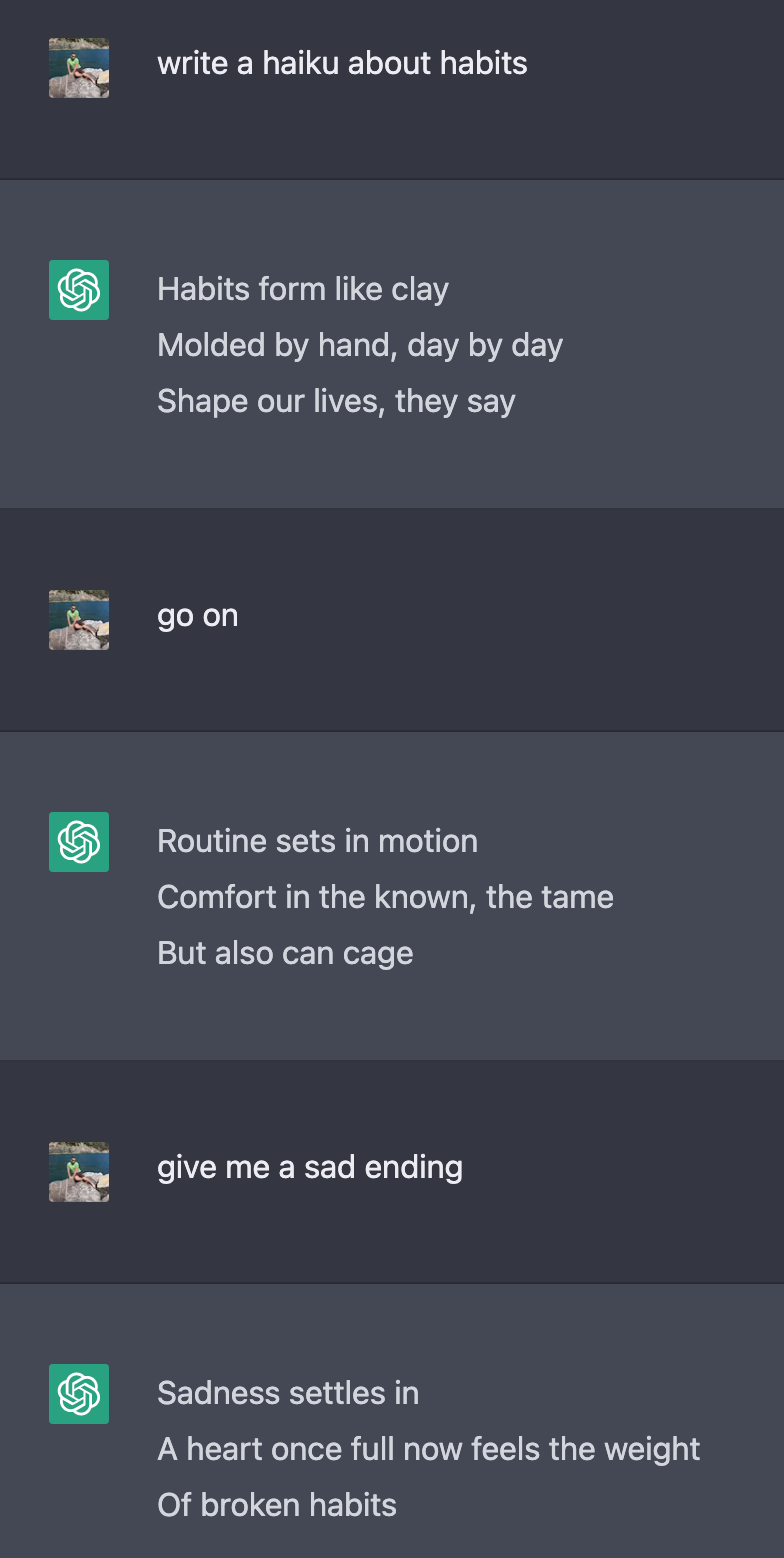 write a haiku about habits
Habits form like clay
Molded by hand, day by day
Shape our lives, they say
go on
Routine sets in motion
Comfort in the known, the tame
But also can cage
give me a sad ending
Sadness settles in
A heart once full now feels the weight
Of broken habits